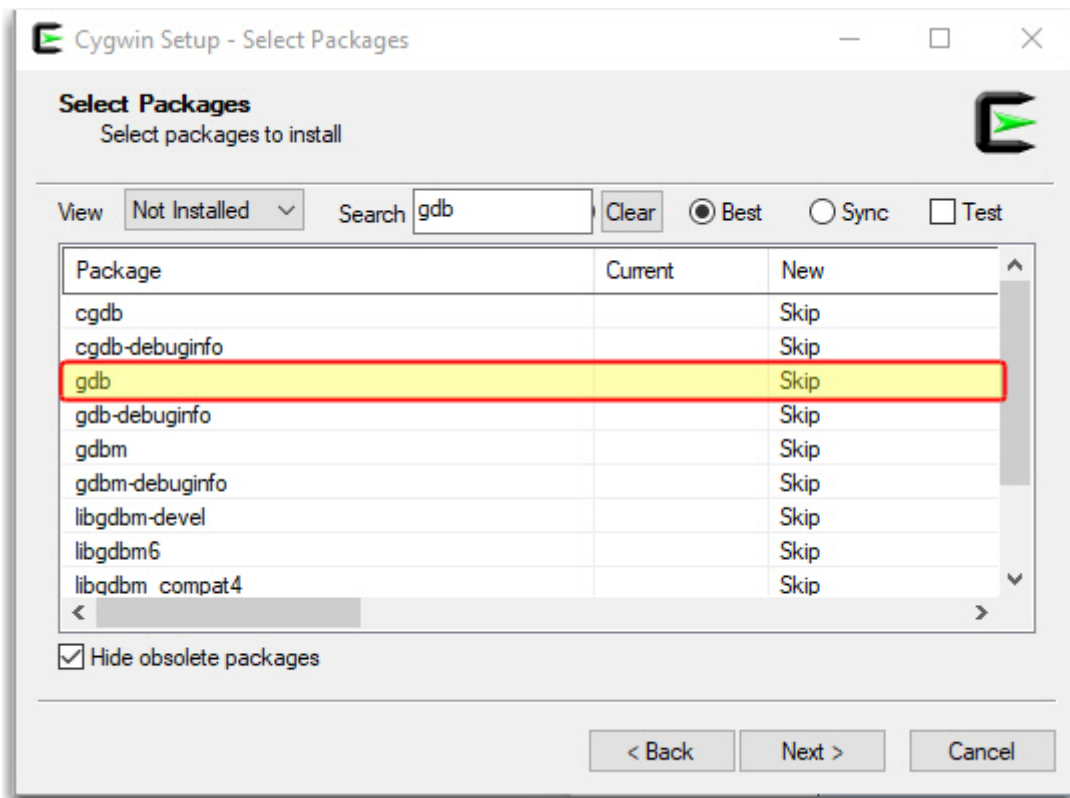 Cygwin Setup - Select Packages
Select Packages
Select packages to install
View Not Installed Search gdb Clear Best Sync Test
Package Current New
cgdb Skip
cgdb-debuginfo Skip
gdb Skip
gdb-debuginfo Skip
gdbm Skip
gdbm-debuginfo Skip
libgdbm-devel Skip
libgdbm6 Skip
libgdbm_compat4 Skip
Hide obsolete packages
< Back Next > Cancel